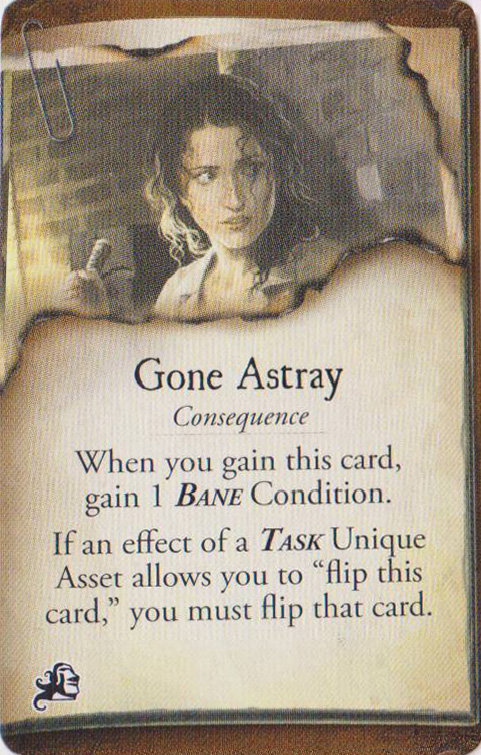 Gone Astray
Consequence
When you gain this card,
gain 1 BANE Condition.
If an effect of a TASK Unique
Asset allows you to “flip this
card,” you must flip that card.